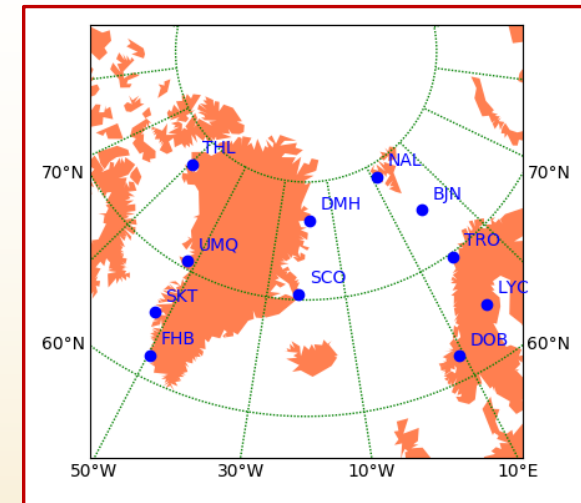 THL
NAL
70°N
70°N
DMH
BJN
UMQ
TRO
SCO
SKT
LYC
FHB
DOB
60°N
60°N
50°W
30°W
10°W
10°E